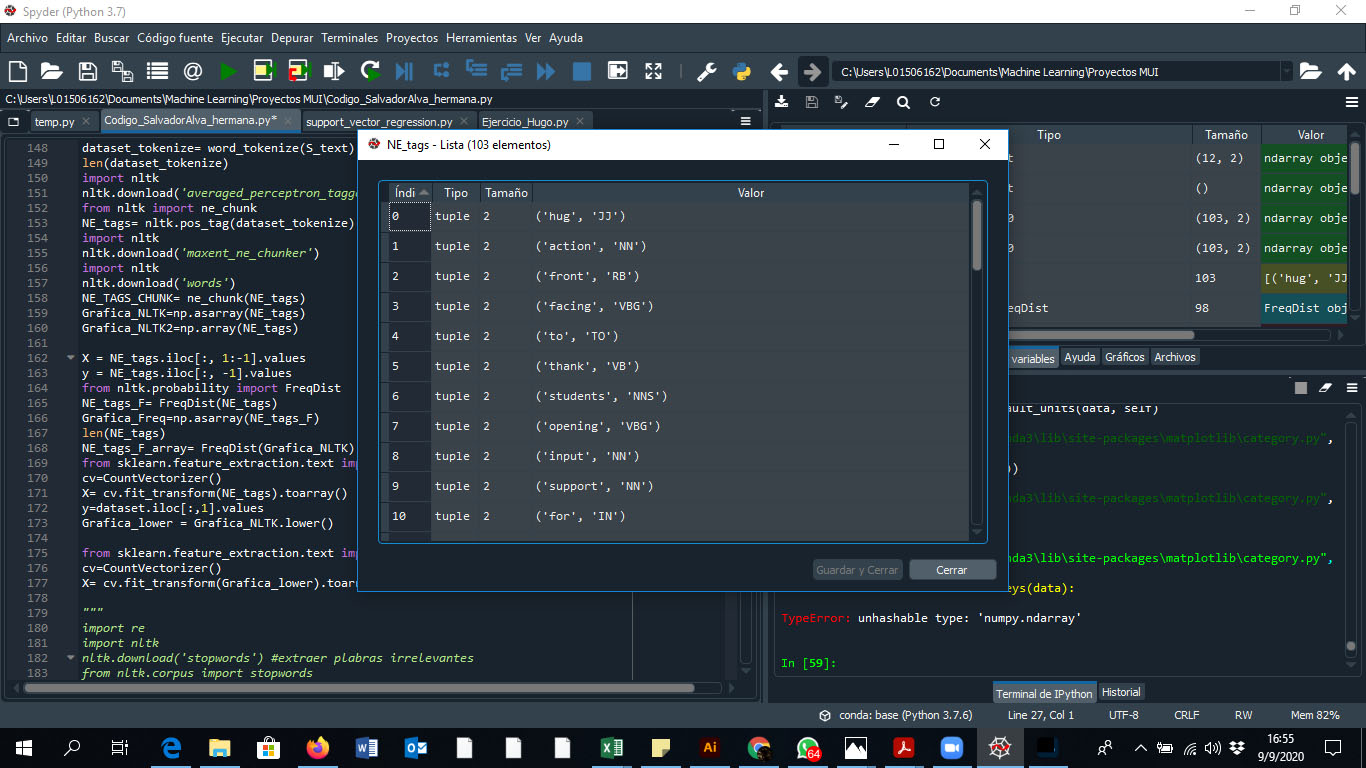 Spyder (Python 3.7)
Archivo Editar Buscar Código fuente Ejecutar Depurar Terminales Proyectos Herramientas Ver Ayuda
C:\Users\L01506162\Documents\Machine Learning\Proyectos MUI
C:\Users\L01506162\Documents\Machine Learning\Proyectos MUI\Codigo_SalvadorAlva_hermana.py
temp.py Codigo_SalvadorAlva_hermana.py* support_vector_regression.py Ejercicio_Hugo.py
148 dataset_tokenize= word_tokenize(S_text)
149 len(dataset_tokenize)
150 import nltk
151 nltk.download('averaged_perceptron_tagge
152 from nltk import ne_chunk
153 NE_tags= nltk.pos_tag(dataset_tokenize)
154 import nltk
155 nltk.download('maxent_ne_chunker')
156 import nltk
157 nltk.download('words')
158 NE_TAGS_CHUNK= ne_chunk(NE_tags)
159 Grafica_NLTK=np.asarray(NE_tags)
160 Grafica_NLTK2=np.array(NE_tags)
161
162 X = NE_tags.iloc[:, 1:-1].values
163 y = NE_tags.iloc[:, -1].values
164 from nltk.probability import FreqDist
165 NE_tags_F= FreqDist(NE_tags)
166 Grafica_Freq=np.asarray(NE_tags_F)
167 len(NE_tags)
168 NE_tags_F_array= FreqDist(Grafica_NLTK)
169 from sklearn.feature_extraction.text imp
170 cv=CountVectorizer()
171 X= cv.fit_transform(NE_tags).toarray()
172 y=dataset.iloc[:,1].values
173 Grafica_lower = Grafica_NLTK.lower()
174
175 from sklearn.feature_extraction.text imp
176 cv=CountVectorizer()
177 X= cv.fit_transform(Grafica_lower).toarr
178
179 """
180 import re
181 import nltk
182 nltk.download('stopwords') #extraer plabras irrelevantes
183 from nltk.corpus import stopwords
NE_tags - Lista (103 elementos)
Índi Tipo Tamaño Valor
0 tuple 2 ('hug', 'JJ')
1 tuple 2 ('action', 'NN')
2 tuple 2 ('front', 'RB')
3 tuple 2 ('facing', 'VBG')
4 tuple 2 ('to', 'TO')
5 tuple 2 ('thank', 'VB')
6 tuple 2 ('students', 'NNS')
7 tuple 2 ('opening', 'VBG')
8 tuple 2 ('input', 'NN')
9 tuple 2 ('support', 'NN')
10 tuple 2 ('for', 'IN')
Guardar y Cerrar Cerrar
Tipo Tamaño Valor
t (12, 2) ndarray obje
t () ndarray obje
0 (103, 2) ndarray obje
0 (103, 2) ndarray obje
103 [('hug', 'JJ
eqDist 98 FreqDist obj
variables Ayuda Gráficos Archivos
ault_units(data, self)
nda3\lib\site-packages\matplotlib\category.py",
))
nda3\lib\site-packages\matplotlib\category.py",
nda3\lib\site-packages\matplotlib\category.py",
eys(data):
TypeError: unhashable type: 'numpy.ndarray'
In [59]:
Terminal de IPython Historial
conda: base (Python 3.7.6) Line 27, Col 1 UTF-8 CRLF RW Mem 82%
64
16:55
9/9/2020